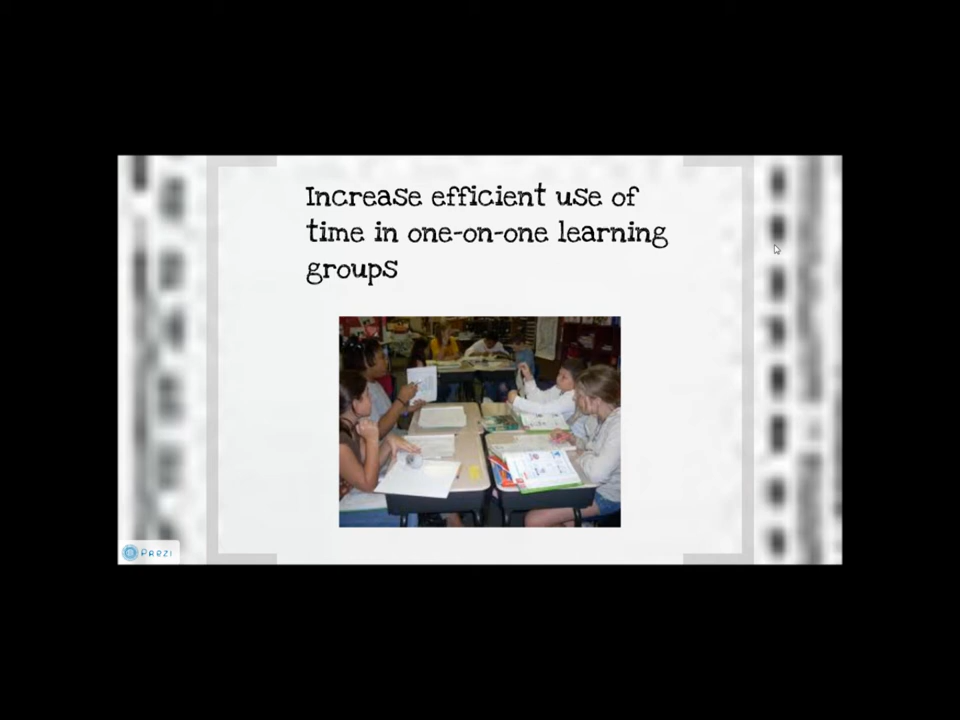 Increase efficient use of
time in one-on-one learning
groups
Prezi